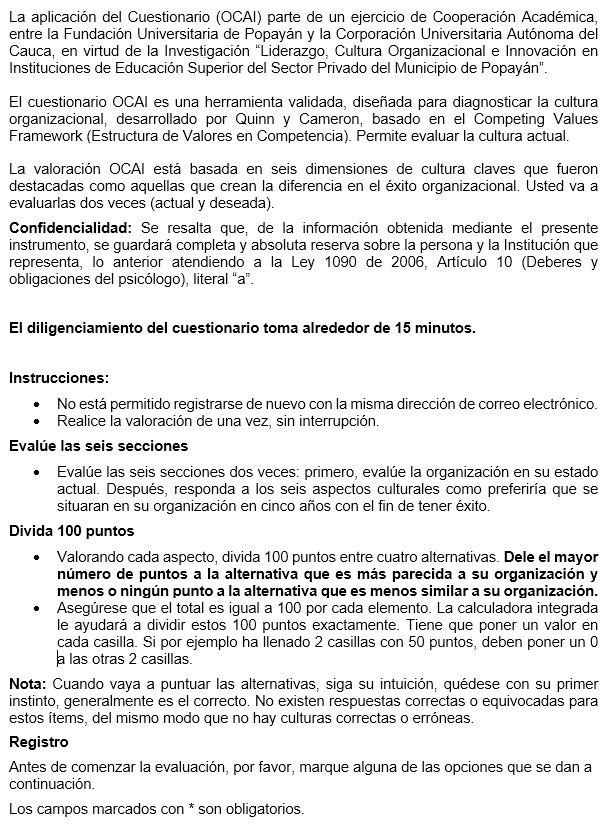 La aplicación del Cuestionario (OCAI) parte de un ejercicio de Cooperación Académica,
entre la Fundación Universitaria de Popayán y la Corporación Universitaria Autónoma del
Cauca, en virtud de la Investigación “Liderazgo, Cultura Organizacional e Innovación en
Instituciones de Educación Superior del Sector Privado del Municipio de Popayán”.
El cuestionario OCAI es una herramienta validada, diseñada para diagnosticar la cultura
organizacional, desarrollado por Quinn y Cameron, basado en el Competing Values
Framework (Estructura de Valores en Competencia). Permite evaluar la cultura actual.
La valoración OCAI está basada en seis dimensiones de cultura claves que fueron
destacadas como aquellas que crean la diferencia en el éxito organizacional. Usted va a
evaluarlas dos veces (actual y deseada).
Confidencialidad: Se resalta que, de la información obtenida mediante el presente
instrumento, se guardará completa y absoluta reserva sobre la persona y la Institución que
representa, lo anterior atendiendo a la Ley 1090 de 2006, Artículo 10 (Deberes y
obligaciones del psicólogo), literal “a”.
El diligenciamiento del cuestionario toma alrededor de 15 minutos.
Instrucciones:
• No está permitido registrarse de nuevo con la misma dirección de correo electrónico.
• Realice la valoración de una vez, sin interrupción.
Evalúe las seis secciones
• Evalúe las seis secciones dos veces: primero, evalúe la organización en su estado
actual. Después, responda a los seis aspectos culturales como preferiría que se
situaran en su organización en cinco años con el fin de tener éxito.
Divida 100 puntos
• Valorando cada aspecto, divida 100 puntos entre cuatro alternativas. Dele el mayor
número de puntos a la alternativa que es más parecida a su organización y
menos o ningún punto a la alternativa que es menos similar a su organización.
• Asegúrese que el total es igual a 100 por cada elemento. La calculadora integrada
le ayudará a dividir estos 100 puntos exactamente. Tiene que poner un valor en
cada casilla. Si por ejemplo ha llenado 2 casillas con 50 puntos, deben poner un 0
a las otras 2 casillas.
Nota: Cuando vaya a puntuar las alternativas, siga su intuición, quédese con su primer
instinto, generalmente es el correcto. No existen respuestas correctas o equivocadas para
estos ítems, del mismo modo que no hay culturas correctas o erróneas.
Registro
Antes de comenzar la evaluación, por favor, marque alguna de las opciones que se dan a
continuación.
Los campos marcados con * son obligatorios.